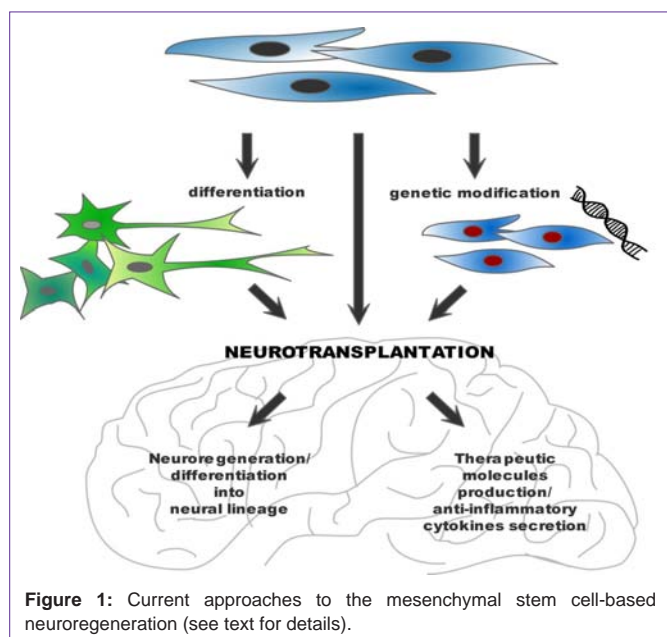 differentiation
genetic modification
NEUROTRANSPLANTATION
Neuroregeneration/
differentiation
into
neural lineage
Therapeutic
molecules
production/
anti-inflammatory
cytokines secretion
Figure 1: Current approaches to the mesenchymal stem cell-based
neuroregeneration (see text for details).